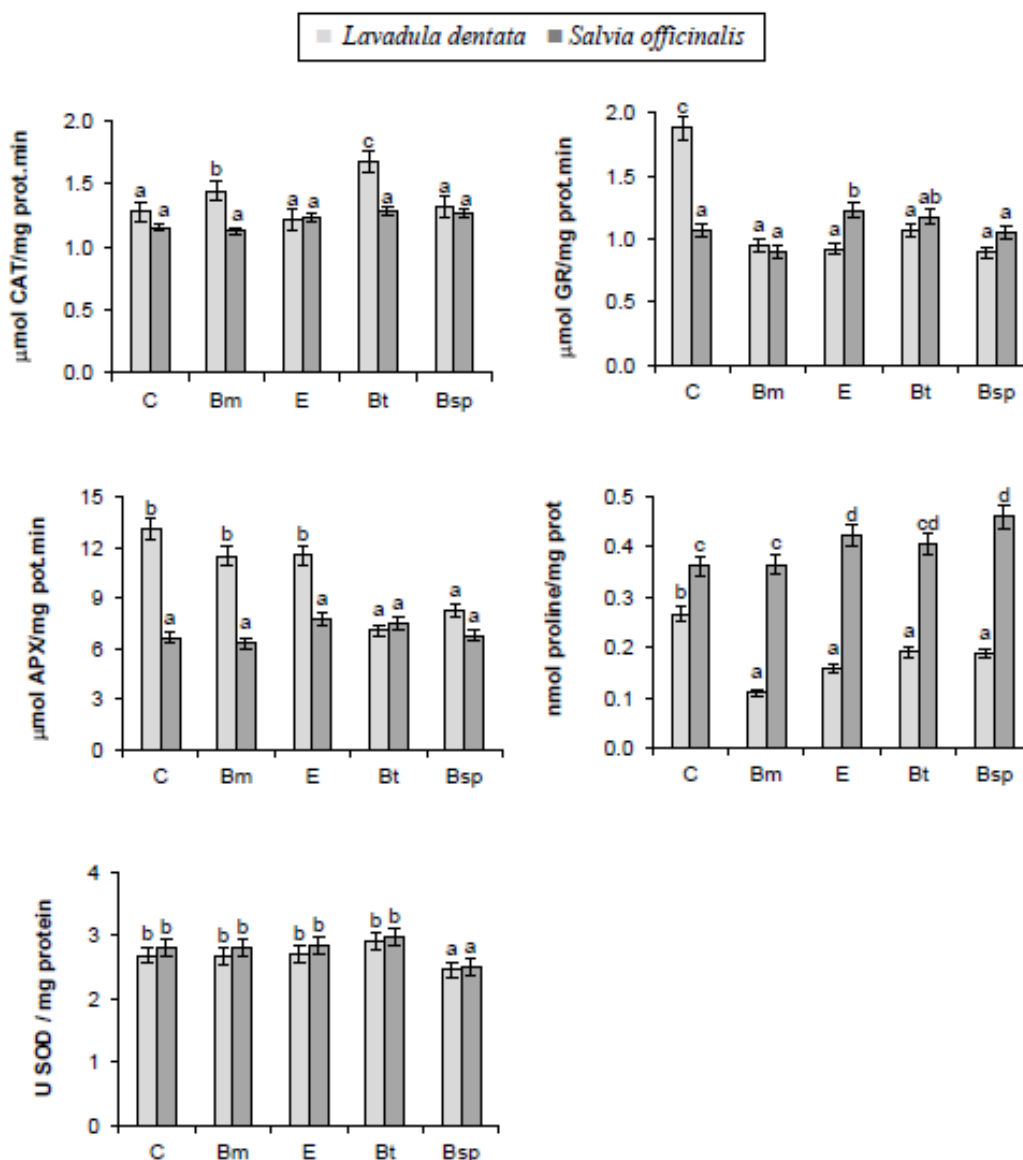 Lavadula dentata Salvia officinalis
µmol CAT/mg prot.min
2.0
1.5
1.0
0.5
0.0
a a b a a a c a a a
C Bm E Bt Bsp
µmol GR/mg prot.min
2.0
1.5
1.0
0.5
0.0
c a a a a b a ab a a
C Bm E Bt Bsp
µmol APX/mg pot.min
15
12
9
6
3
0
b a b a b a a a a a
C Bm E Bt Bsp
nmol proline/mg prot
0.5
0.4
0.3
0.2
0.1
0.0
b c a c a d a cd a d
C Bm E Bt Bsp
U SOD / mg protein
4
3
2
1
0
b b b b b b b b a a
C Bm E Bt Bsp